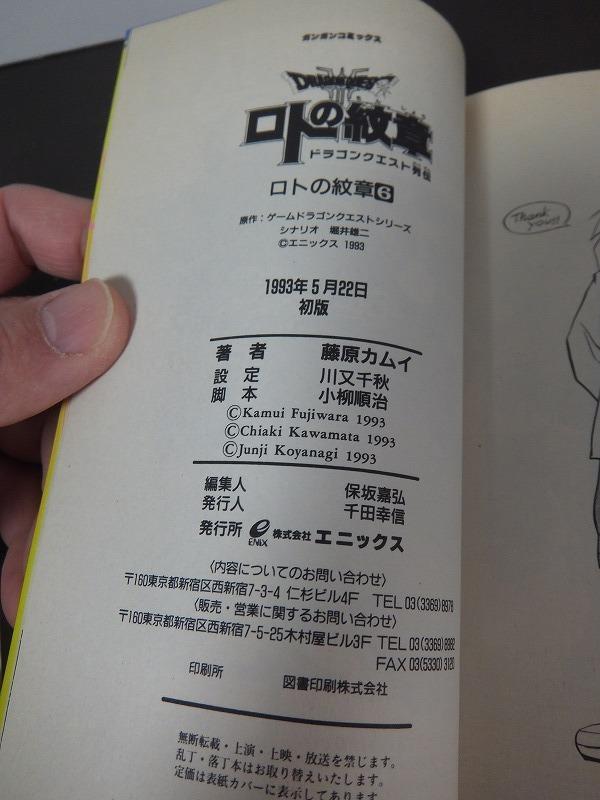 ガンガンコミックス
DRAGON QUEST
ロトの紋章
もんしょう
ドラゴンクエスト列伝
ロトの紋章6
原作：ゲームドラゴンクエストシリーズ
シナリオ 堀井雄二
©エニックス 1993
1993年5月22日
初版
著者 藤原カムイ
設定 川又千秋
脚本 小柳順治
©Kamui Fujiwara 1993
©Chiaki Kawamata 1993
©Junji Koyanagi 1993
編集人 保坂嘉弘
発行人 千田幸信
発行所 ENIX 株式会社エニックス
〈内容についてのお問い合わせ〉
〒160東京都新宿区西新宿7-3-4 仁杉ビル4F TEL 03(3369)8978
〈販売・営業に関するお問い合わせ〉
〒160東京都新宿区西新宿7-5-25木村屋ビル3F TEL 03(3369)8982
FAX 03(5330)3120
印刷所 図書印刷株式会社
無断転載・上演・上映・放送を禁じます。
乱丁・落丁本はお取り替えいたします。
定価は表紙カバーに表示してあります。
Thank you!!